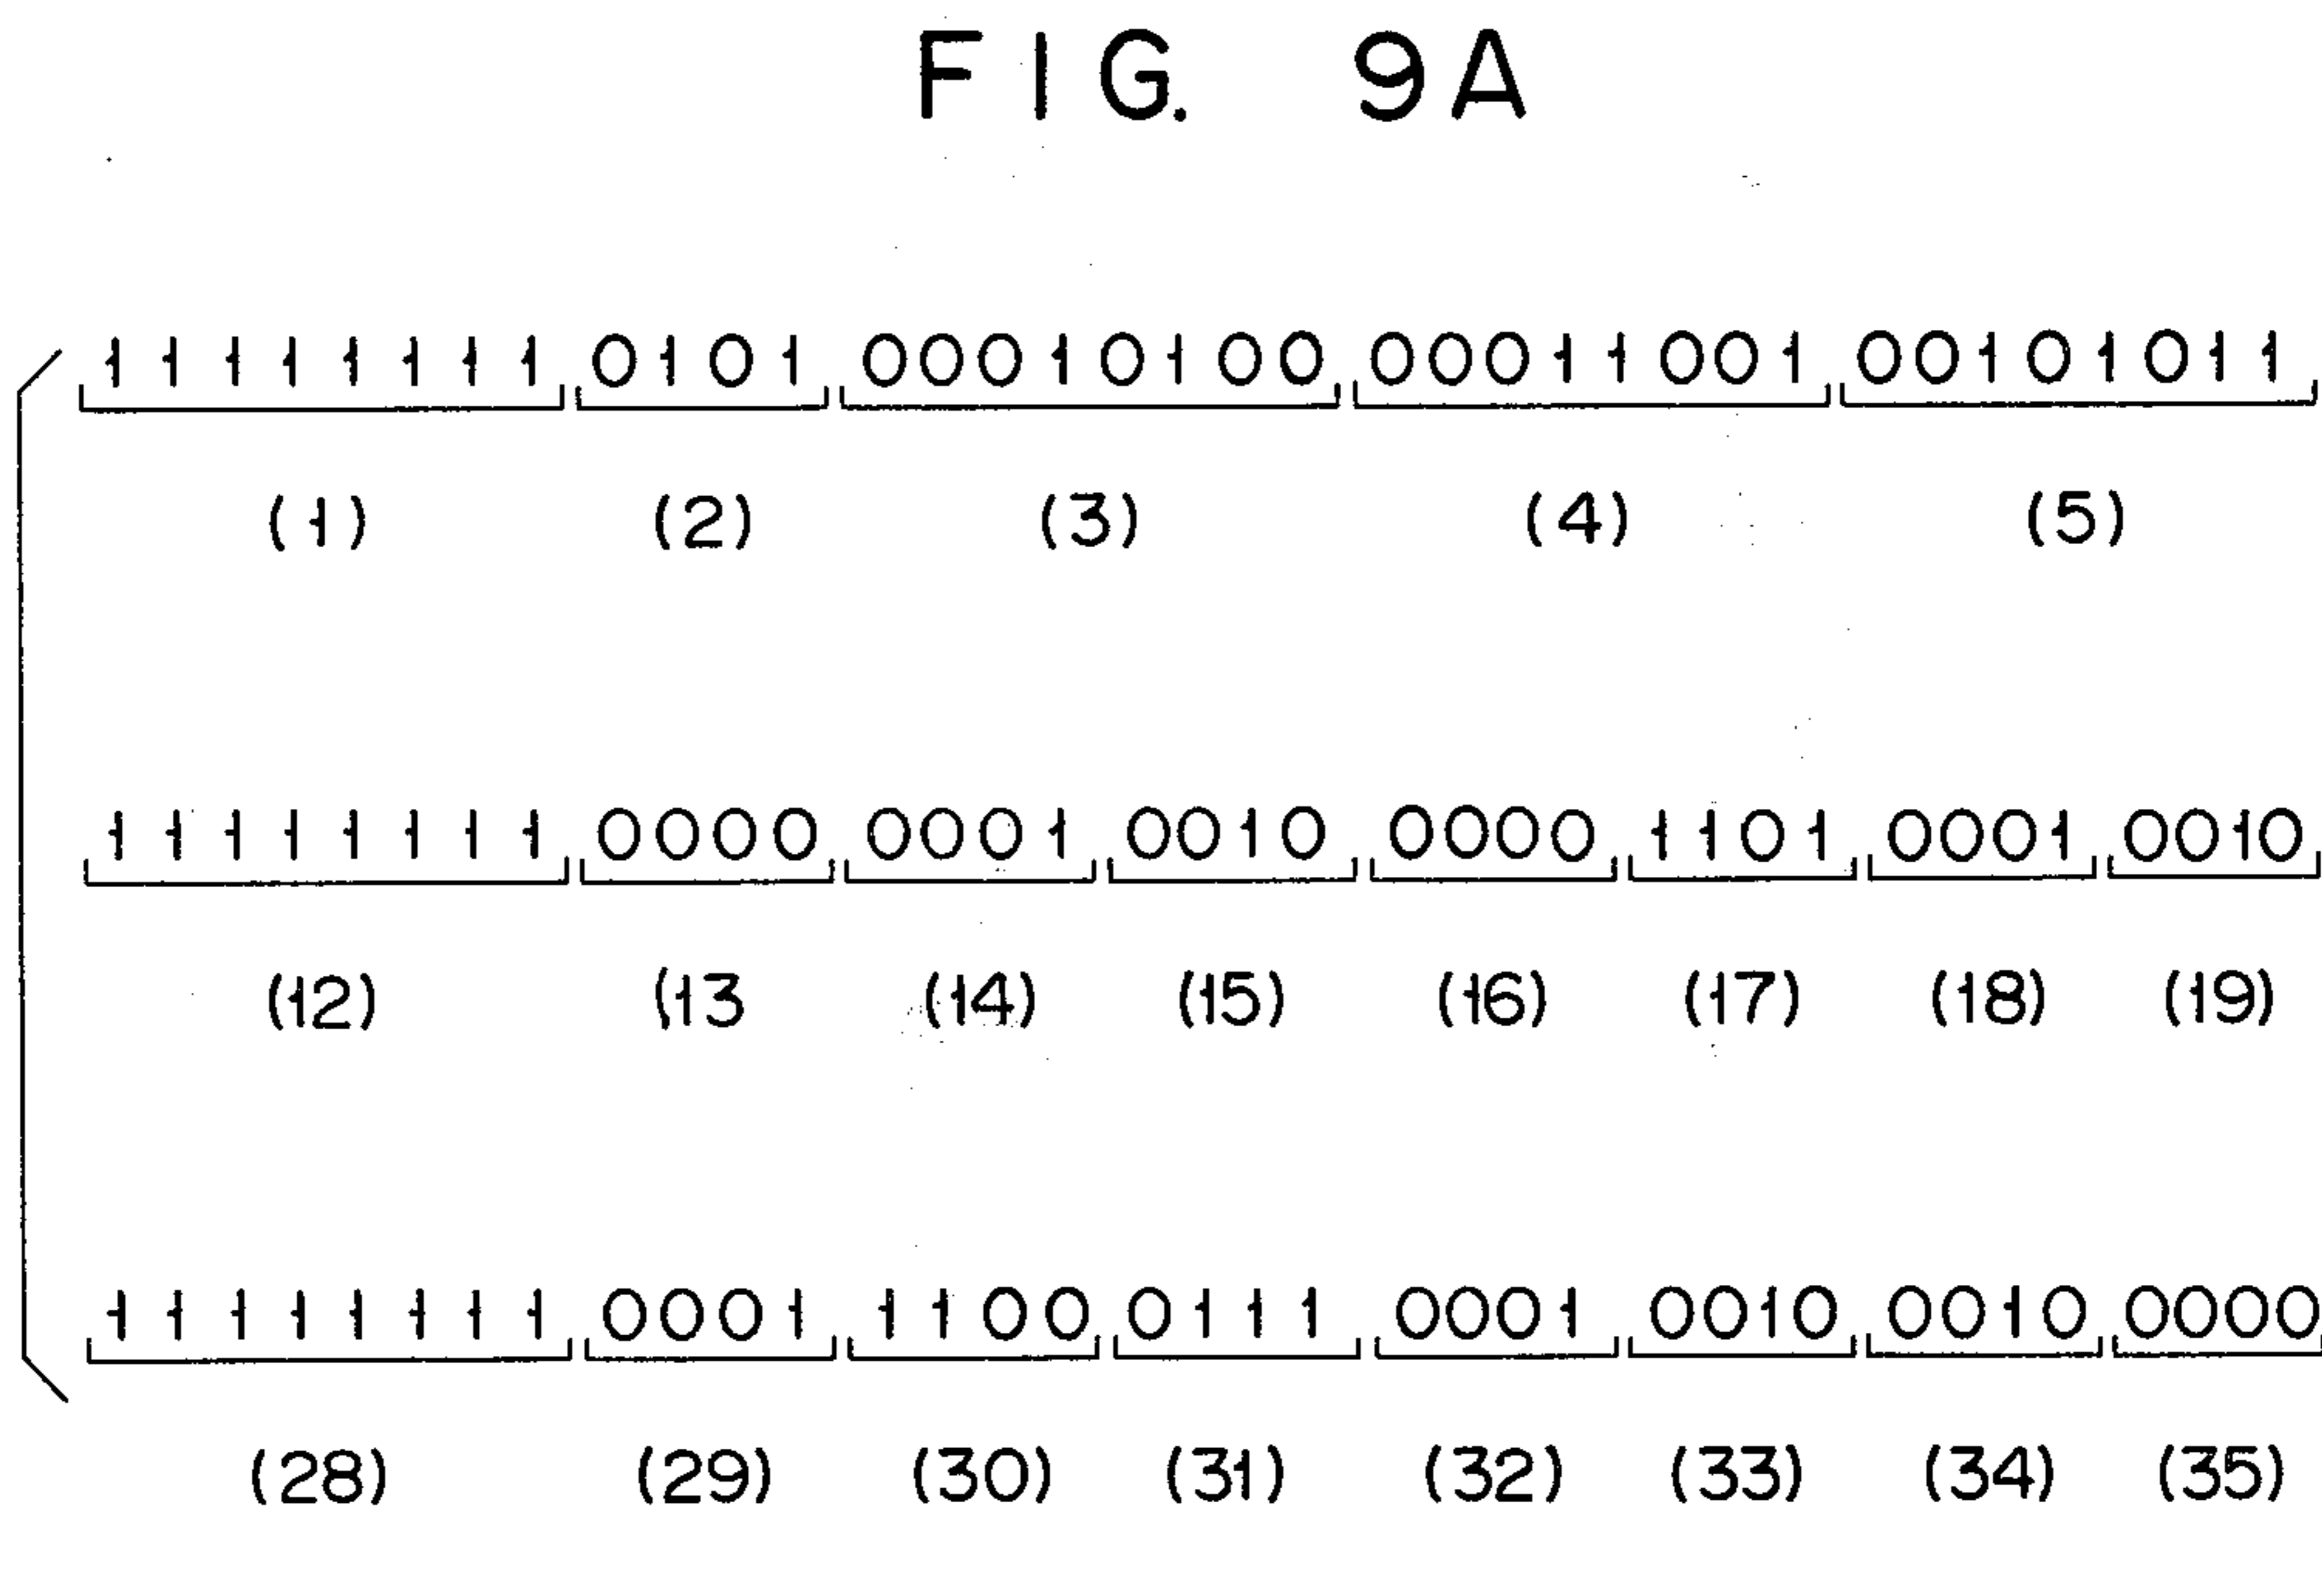 FIG. 9A
11111111 0101 00010100 00011001 00101011
(1) (2) (3) (4) (5)
11111111 0000 0001 0010 0000 1101 0001 0010
(12) (13 (14) (15) (16) (17) (18) (19)
11111111 0001 1100 0111 0001 0010 0010 0000
(28) (29) (30) (31) (32) (33) (34) (35)